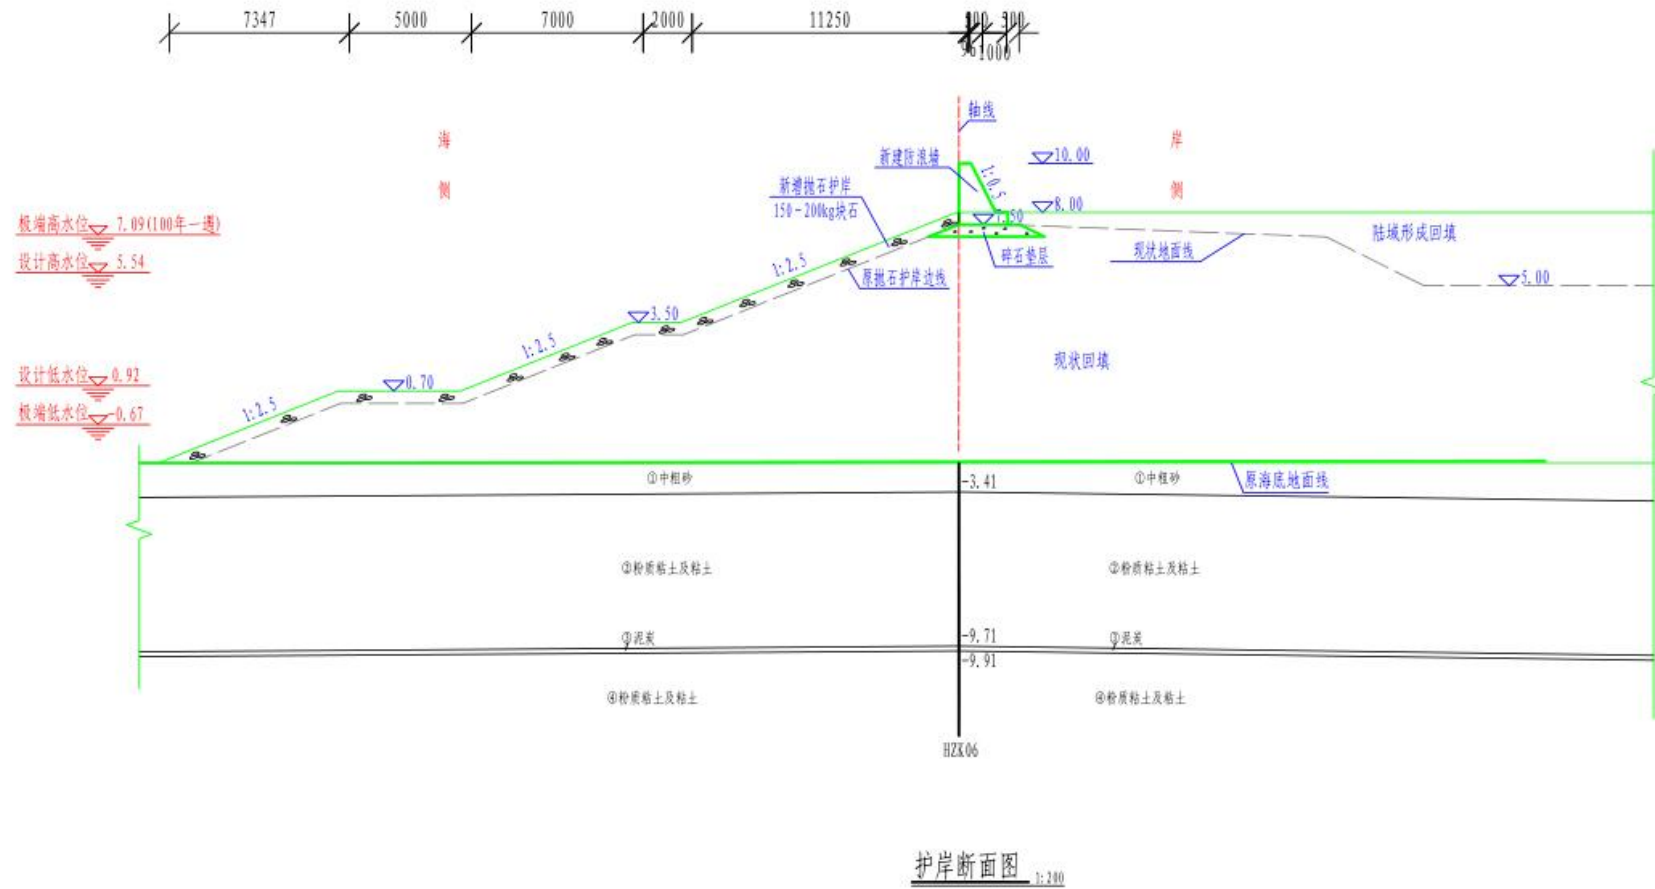 7347 5000 7000 2000 11250 500
1000
轴线
海
侧
岸
侧
新建防浪墙
10.00
1:0.5
新增抛石护岸
150-200kg块石
8.00
7.50
极端高水位 7.09(100年一遇)
设计高水位 5.54
陆域形成回填
碎石垫层
现状地面线
1:2.5
原抛石护岸边线
5.00
3.50
1:2.5
现状回填
设计低水位 0.92
0.70
极端低水位 -0.67
1:2.5
①中粗砂
-3.41
①中粗砂
原海底地面线
②粉质粘土及粘土
②粉质粘土及粘土
③泥炭
-9.71
③泥炭
-9.91
④粉质粘土及粘土
④粉质粘土及粘土
HZK06
护岸断面图 1:200